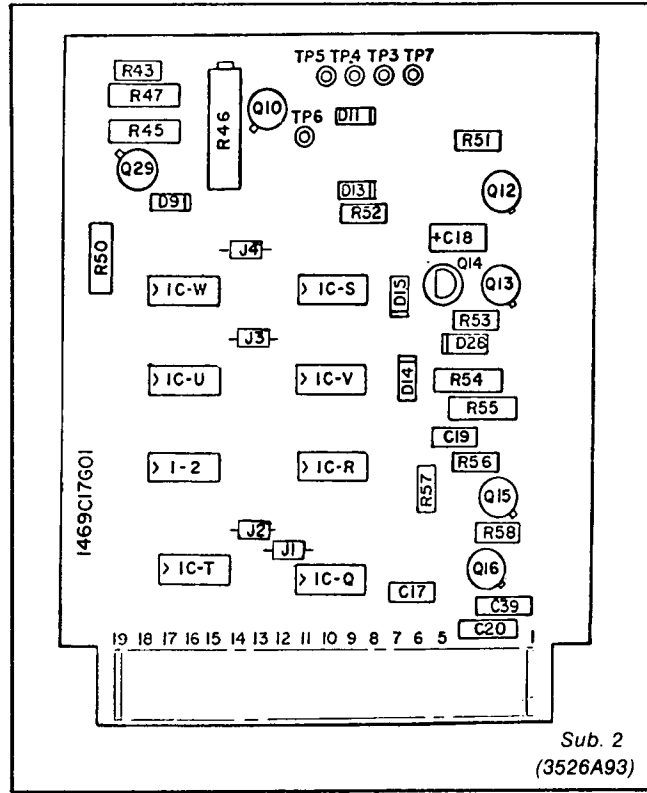 TP5 TP4 TP3 TP7
R43
R47
R46
Q10
TP6
D11
R45
R51
Q29
D9
D13
R52
Q12
R50
J4
+C18
Q14
IC-W
IC-S
D15
Q13
R53
J3
D26
IC-U
IC-V
D14
R54
R55
C19
I-2
IC-R
R57
R56
1469C17G01
Q15
J2
J1
R58
IC-T
IC-Q
C17
Q16
C39
C20
19 18 17 16 15 14 13 12 11 10 9 8 7 6 5 1
Sub. 2
(3526A93)